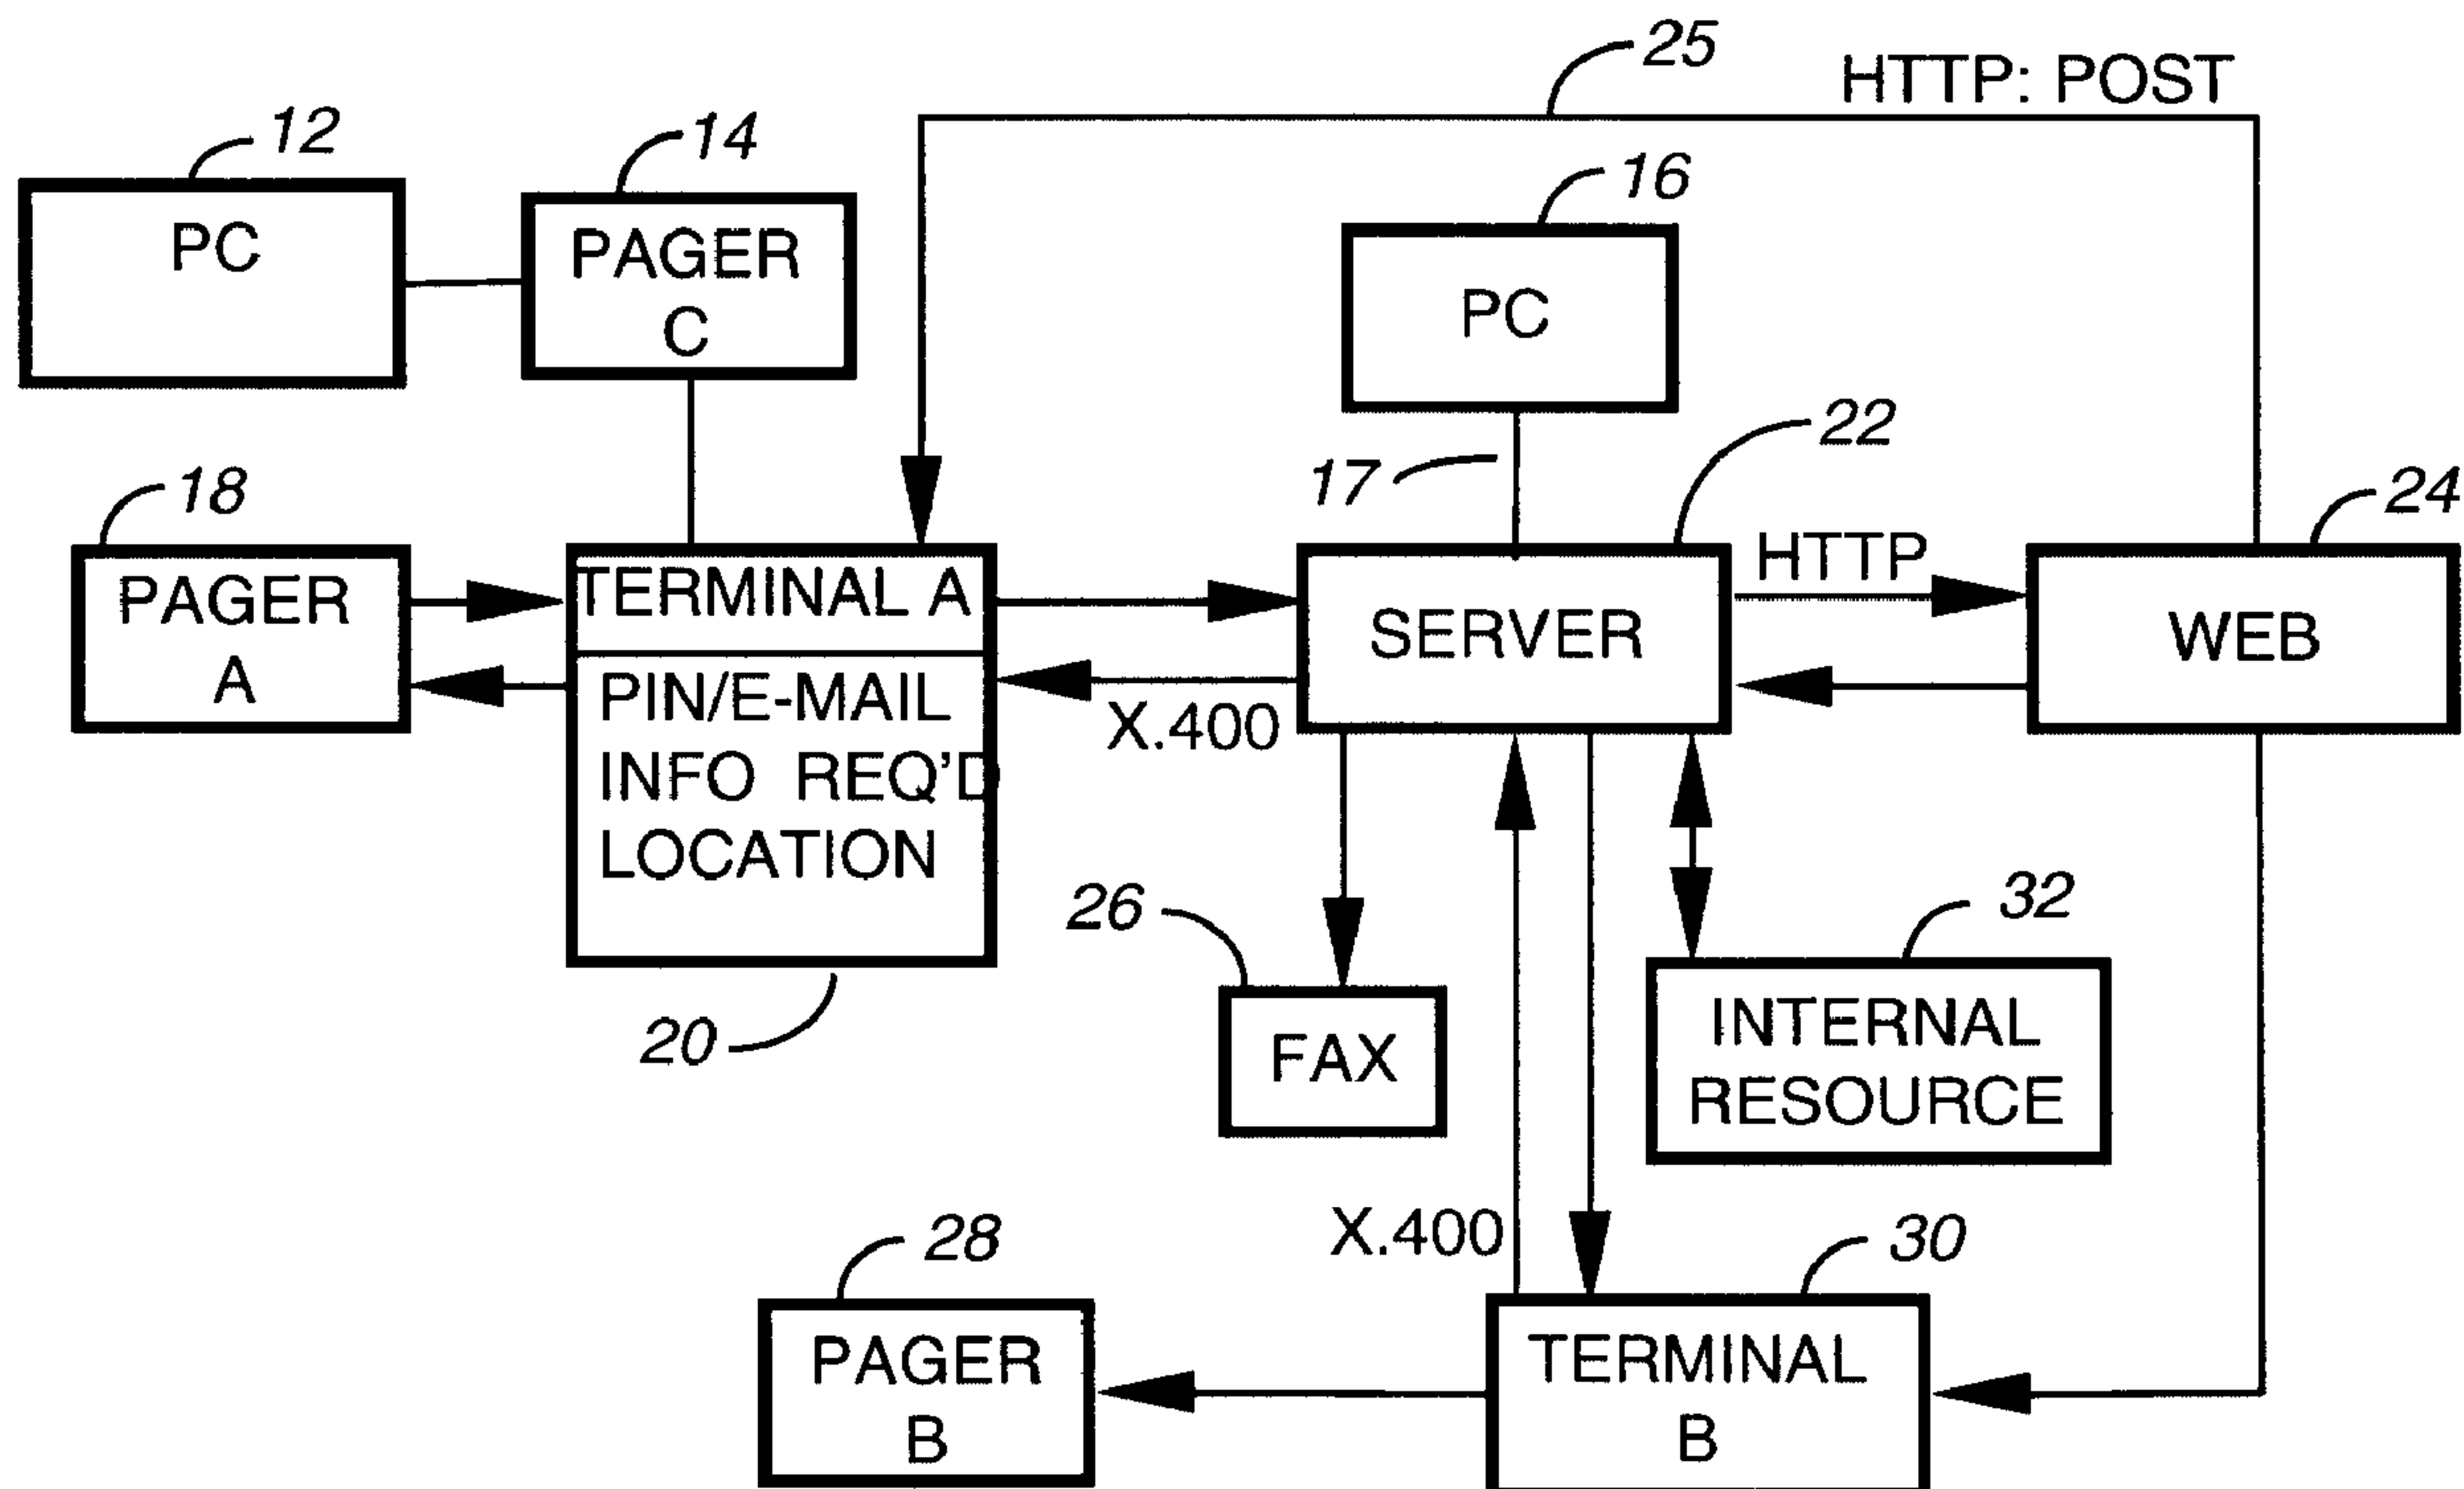 25
HTTP: POST
12
14
16
PC
PAGER
C
PC
22
17
18
24
HTTP
PAGER
A
TERMINAL A
PIN/E-MAIL
INFO REQ'D
LOCATION
X.400
SERVER
WEB
26
32
20
FAX
INTERNAL
RESOURCE
X.400
28
30
PAGER
B
TERMINAL
B